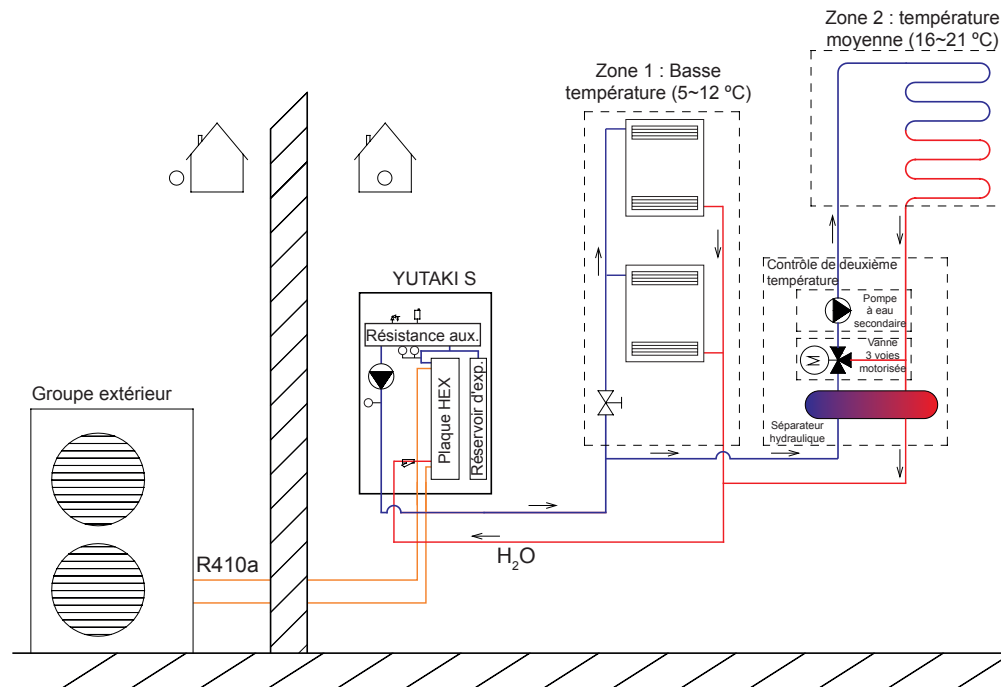 Zone 2 : température
moyenne (16~21 ºC)
Zone 1 : Basse
température (5~12 ºC)
Contrôle de deuxième
température
Pompe
à eau
secondaire
Vanne
3 voies
motorisée
M
Séparateur
hydraulique
YUTAKI S
Résistance aux.
Plaque HEX
Réservoir d'exp.
Groupe extérieur
R410a
H2O